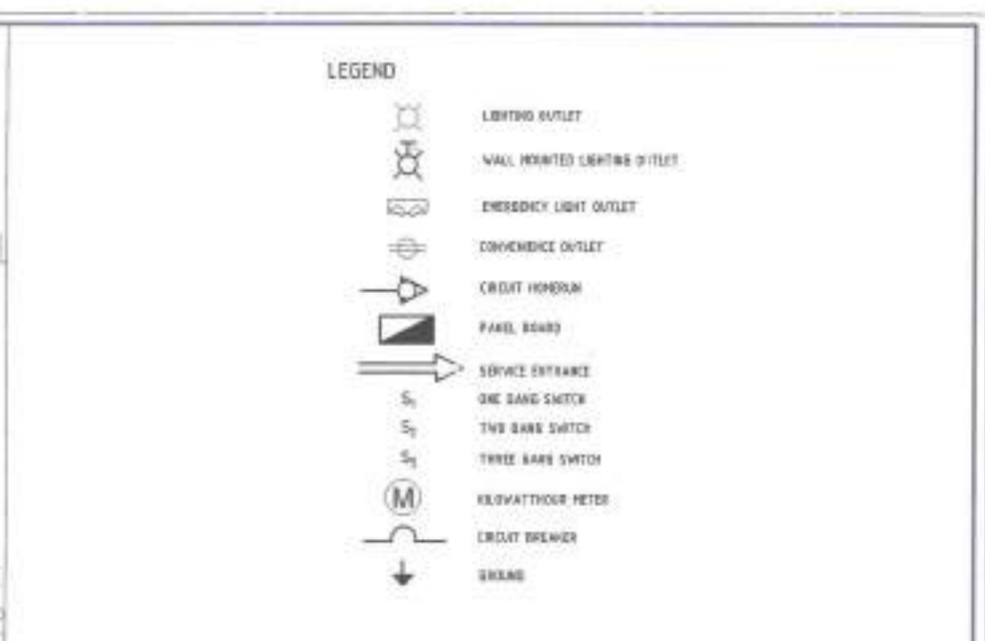 LEGEND
LIGHTING OUTLET
WALL MOUNTED LIGHTING OUTLET
EMERGENCY LIGHT OUTLET
CONVENIENCE OUTLET
CIRCUIT HOMERUN
PANEL BOARD
SERVICE ENTRANCE
S1 ONE GANG SWITCH
S2 TWO GANG SWITCH
S3 THREE GANG SWITCH
M KILOWATTHOUR METER
CIRCUIT BREAKER
GROUND